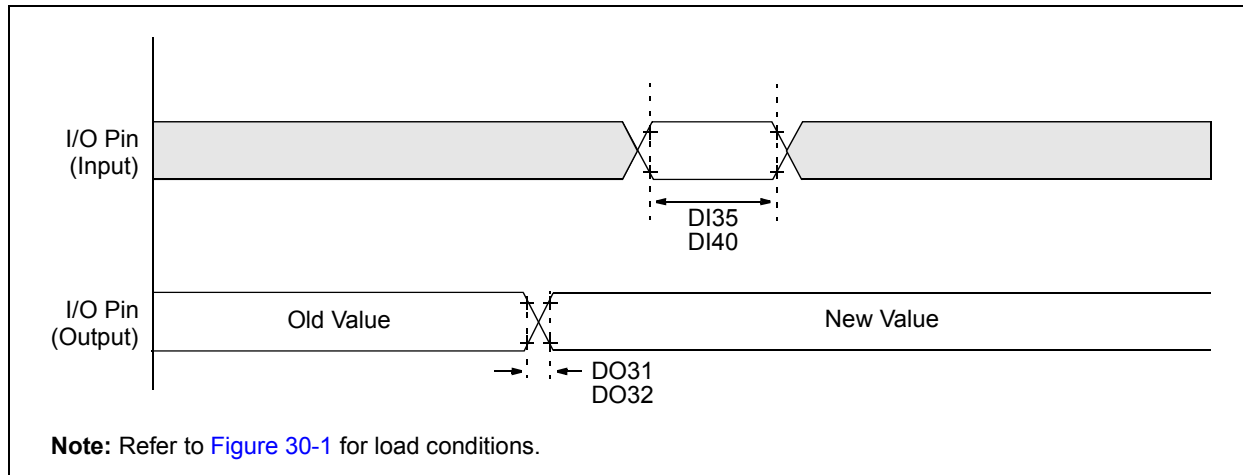 I/O Pin
(Input)
DI35
DI40
I/O Pin
(Output)
Old Value
New Value
DO31
DO32
Note: Refer to Figure 30-1 for load conditions.